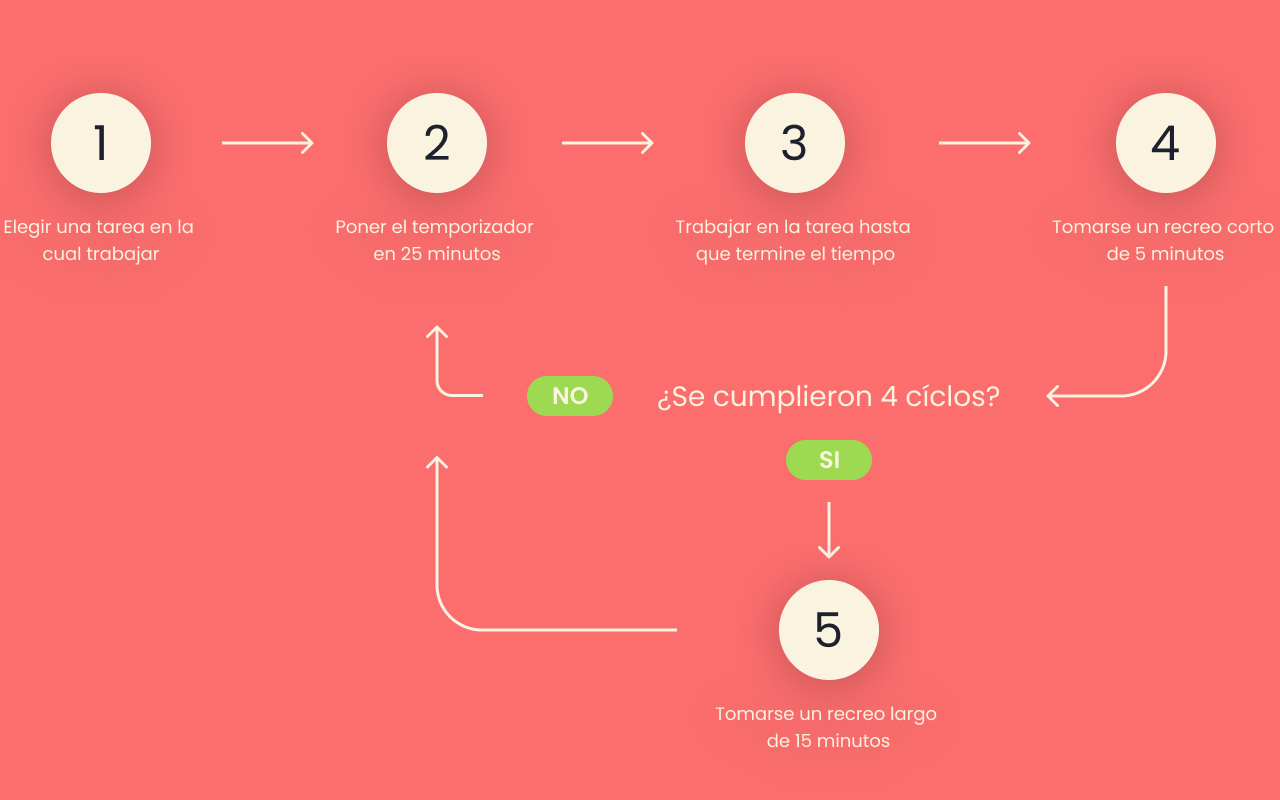 1
2
3
4
Elegir una tarea en la
cual trabajar
Poner el temporizador
en 25 minutos
Trabajar en la tarea hasta
que termine el tiempo
Tomarse un recreo corto
de 5 minutos
NO
¿Se cumplieron 4 cíclos?
SI
5
Tomarse un recreo largo
de 15 minutos